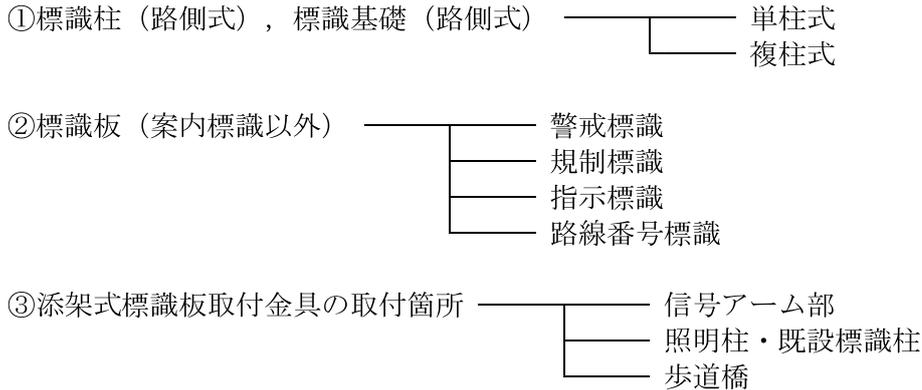 ①標識柱（路側式），標識基礎（路側式） 単柱式
複柱式
②標識板（案内標識以外） 警戒標識
規制標識
指示標識
路線番号標識
③添架式標識板取付金具の取付箇所 信号アーム部
照明柱・既設標識柱
歩道橋